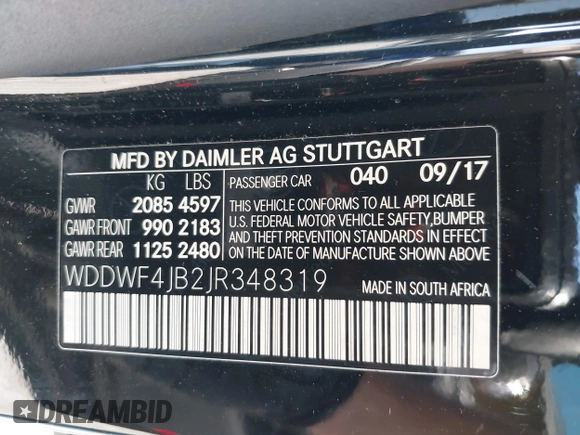 MFD BY DAIMLER AG STUTTGART
KG LBS
GVWR 2085 4597
GAWR FRONT 990 2183
GAWR REAR 1125 2480
PASSENGER CAR 040 09/17
THIS VEHICLE CONFORMS TO ALL APPLICABLE
U.S. FEDERAL MOTOR VEHICLE SAFETY, BUMPER
AND THEFT PREVENTION STANDARDS IN EFFECT
ON THE DATE OF MANUFACTURE SHOWN ABOVE.
WDDWF4JB2JR348319
MADE IN SOUTH AFRICA
DREAMBID